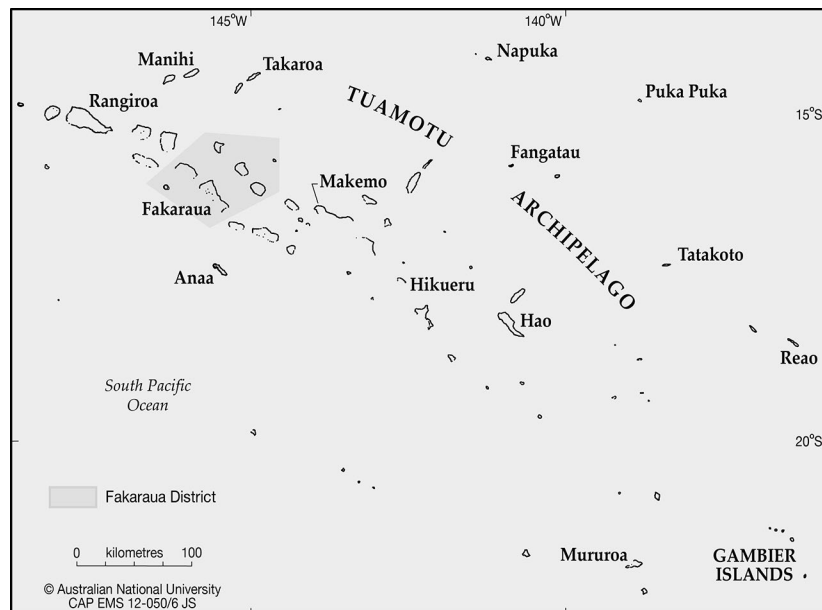 145°W
140°W
Manihi
Takaroa
Napuka
Rangiroa
Puka Puka
15°S
TUAMOTU
Fangatau
Makemo
Fakaraua
ARCHIPELAGO
Tatakoto
Anaa
Hikueru
Hao
Reao
South Pacific
Ocean
20°S
Fakaraua District
0 kilometres 100
Mururoa
GAMBIER
ISLANDS
© Australian National University
CAP EMS 12-050/6 JS